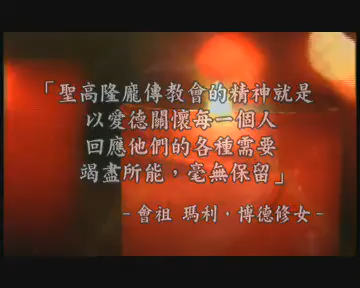 「聖高隆龐傳教會的精神就是
以愛德關懷每一個人
回應他們的各種需要
竭盡所能，毫無保留」
- 會祖 瑪利．博德修女 -